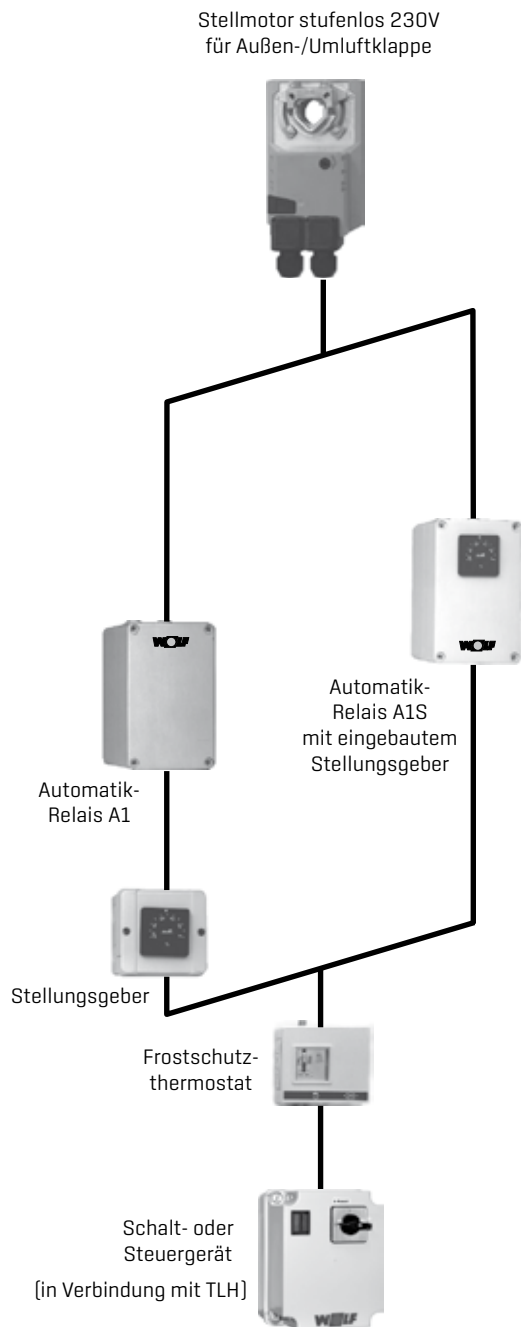 Stellmotor stufenlos 230V
für Außen-/Umluftklappe
WOLF
WOLF
Automatik-
Relais A1S
mit eingebautem
Stellungsgeber
Automatik-
Relais A1
Stellungsgeber
Frostschutz-
thermostat
Schalt- oder
Steuergerät
(in Verbindung mit TLH)
WOLF